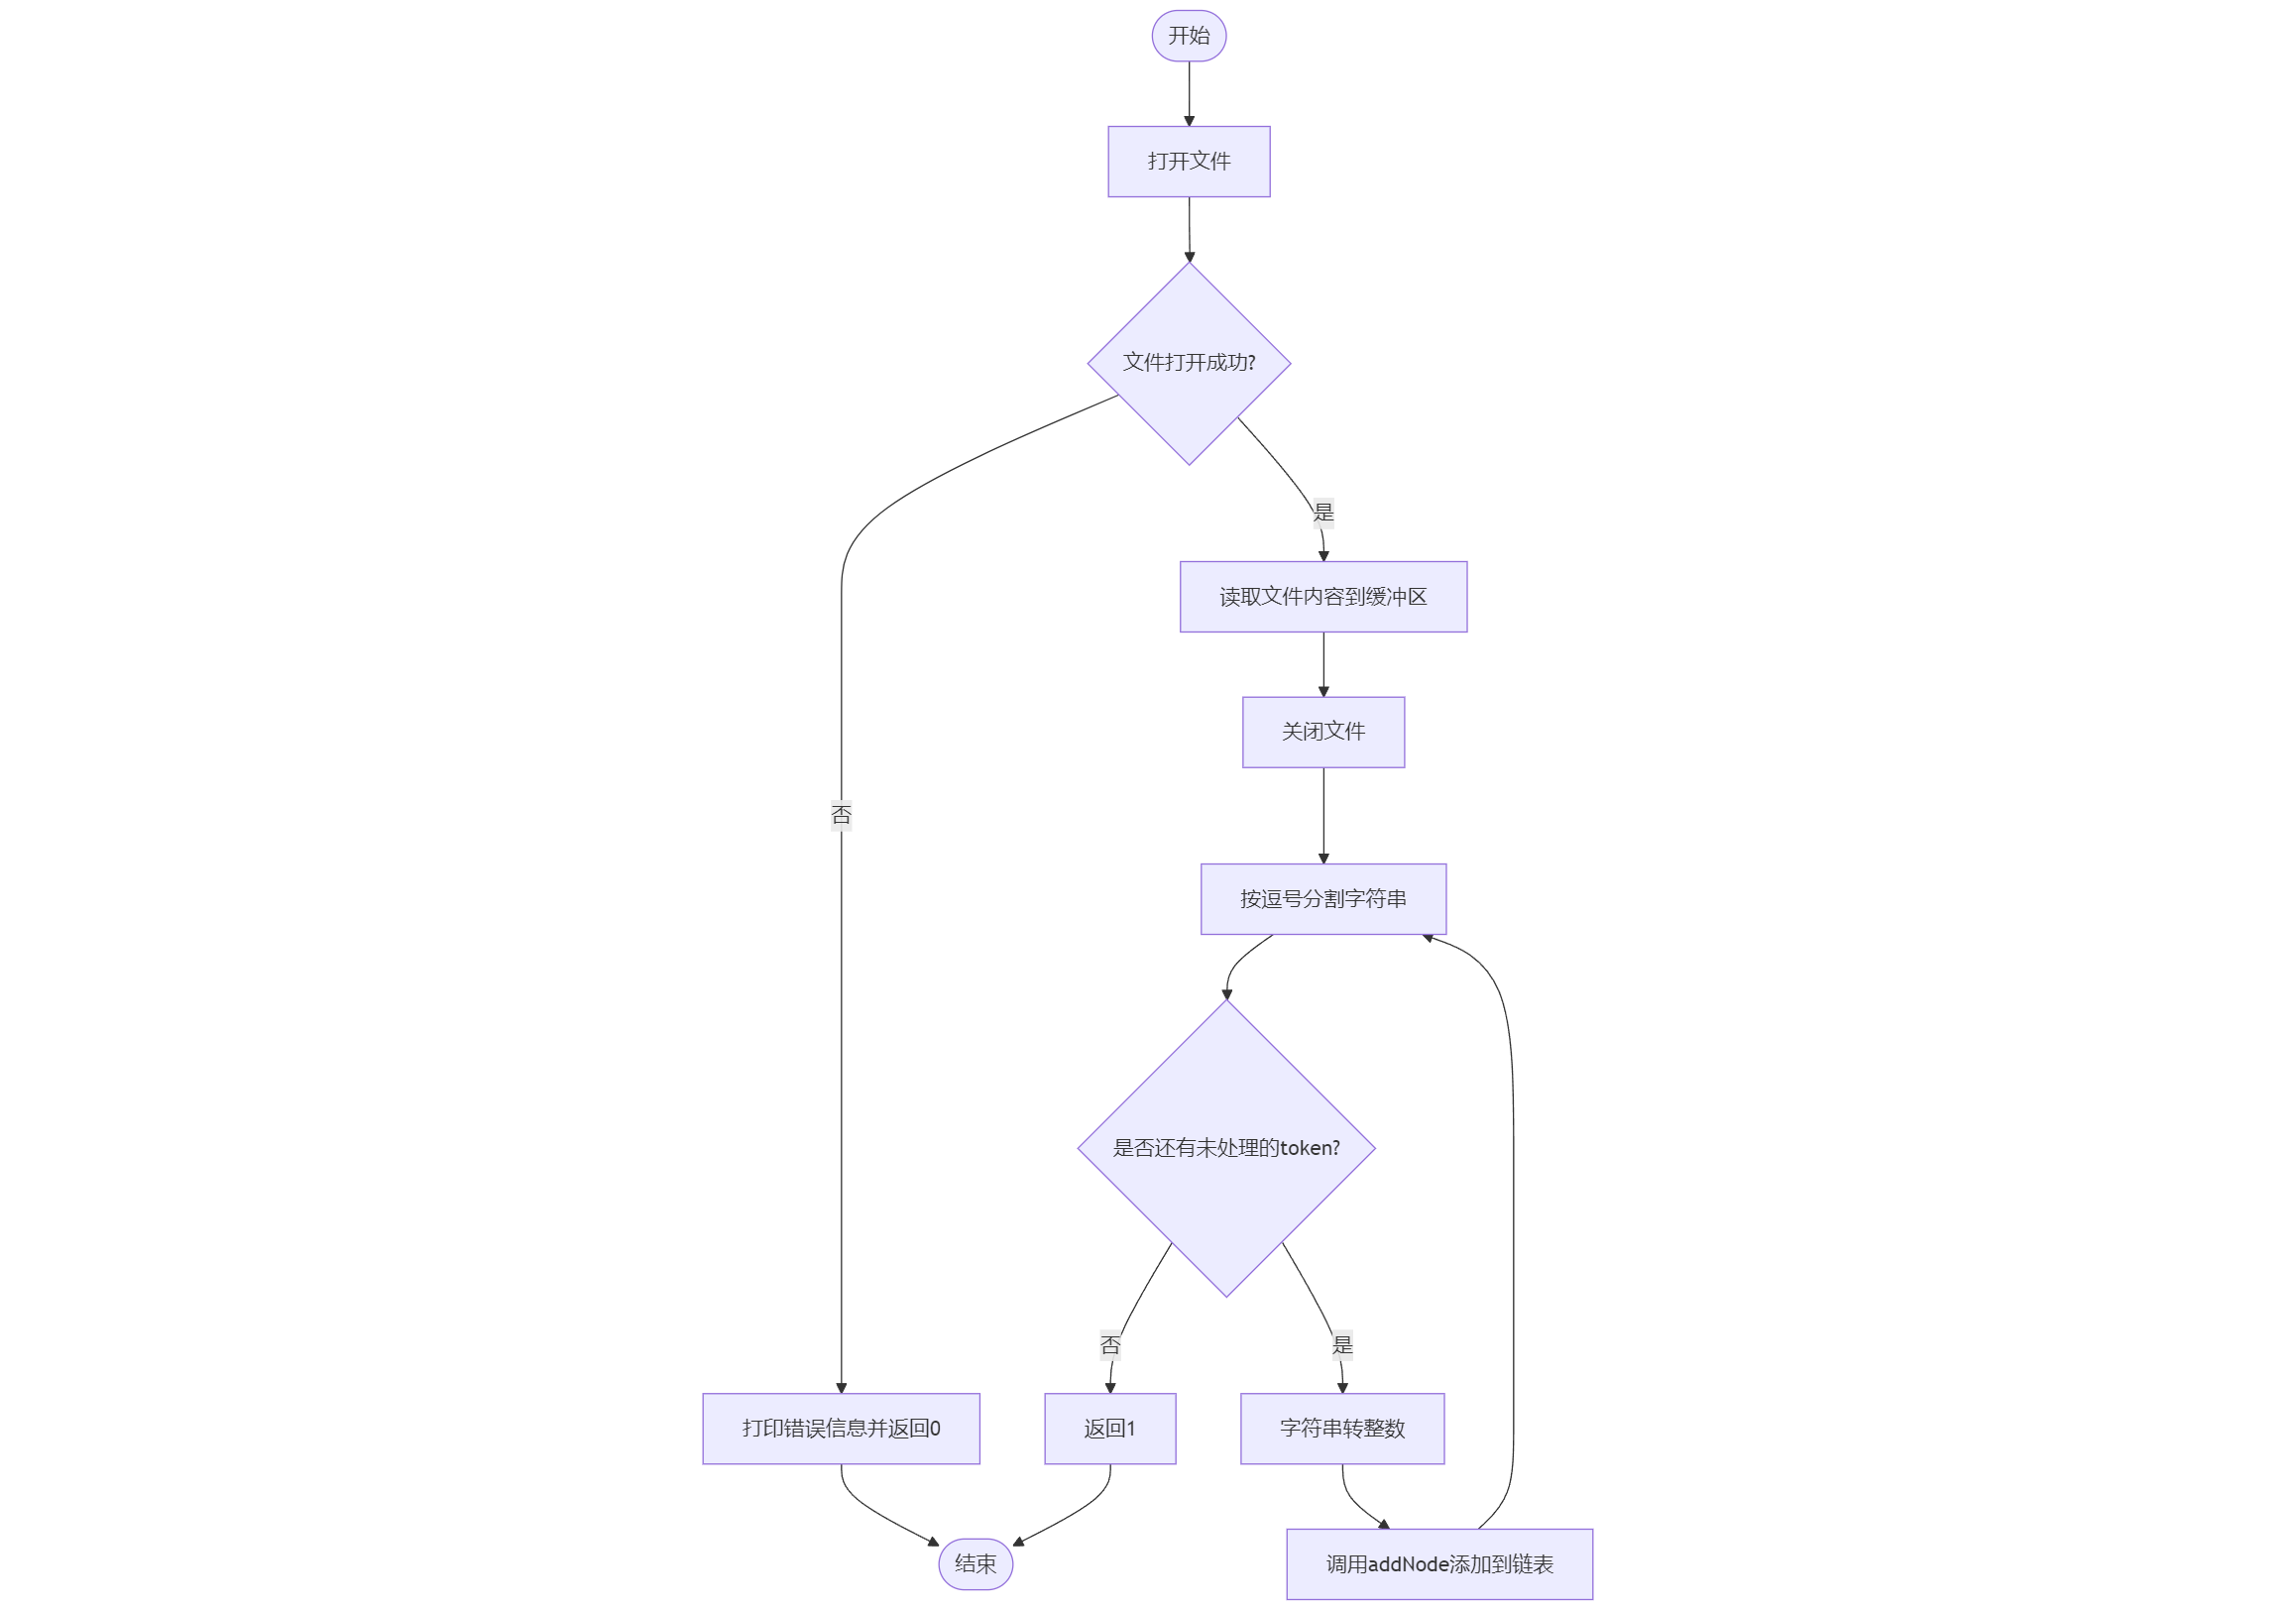 开始
打开文件
文件打开成功?
是
读取文件内容到缓冲区
关闭文件
否
按逗号分割字符串
是否还有未处理的token?
否
是
打印错误信息并返回0
返回1
字符串转整数
结束
调用addNode添加到链表